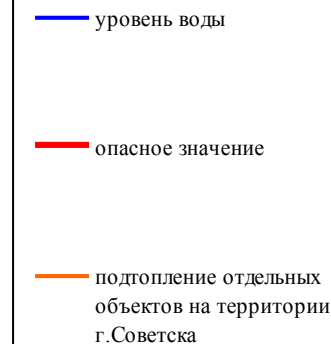 уровень воды
опасное значение
подтопление отдельных
объектов на территории
г.Советска